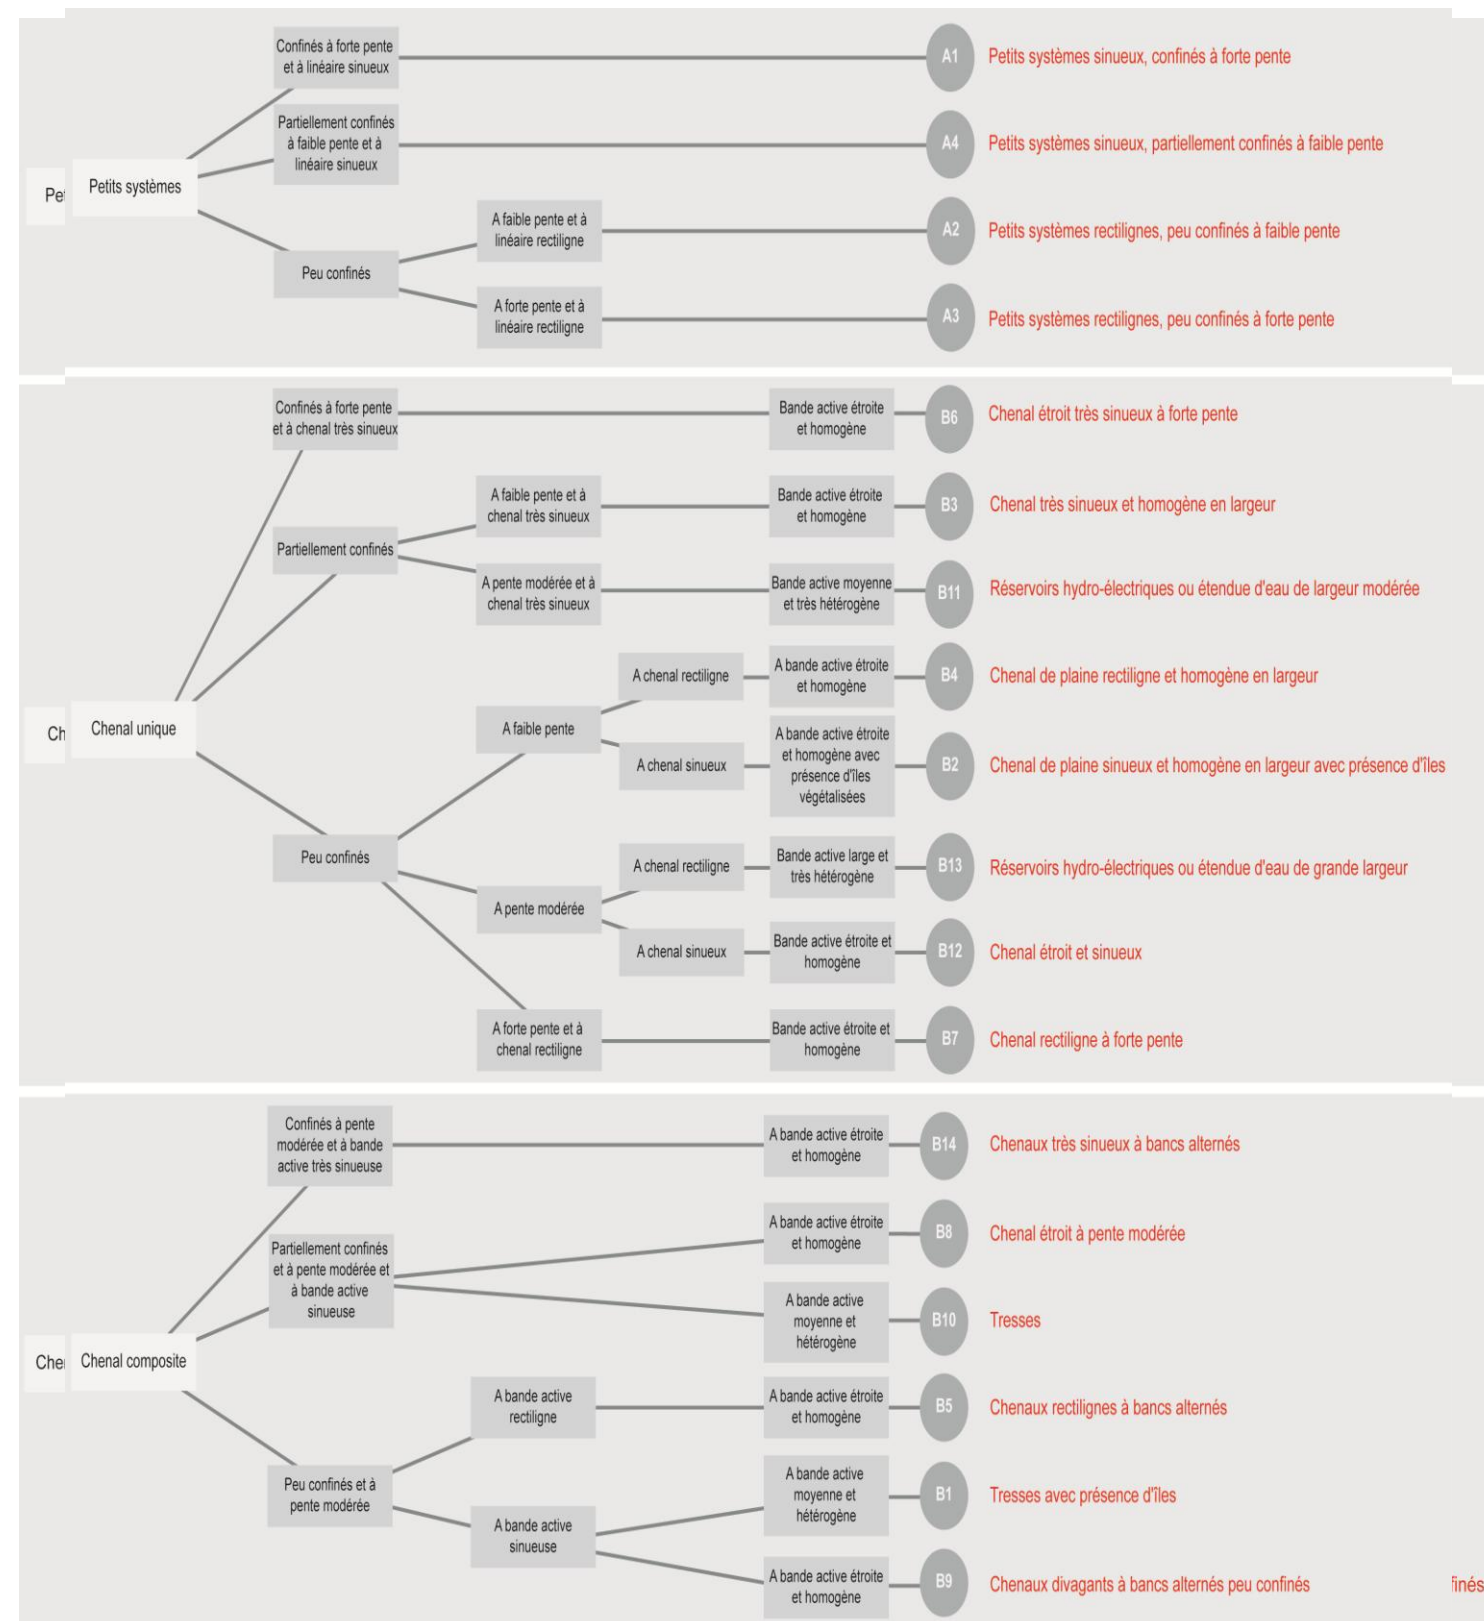 Confinés à forte pente
et à linéaire sinueux
A1
Petits systèmes sinueux, confinés à forte pente
Partiellement confinés
à faible pente et à
linéaire sinueux
A4
Petits systèmes sinueux, partiellement confinés à faible pente
Pet
Petits systèmes
A faible pente et à
linéaire rectiligne
A2
Petits systèmes rectilignes, peu confinés à faible pente
Peu confinés
A forte pente et à
linéaire rectiligne
A3
Petits systèmes rectilignes, peu confinés à forte pente
Confinés à forte pente
et à chenal très sinueux
Bande active étroite
et homogène
B6
Chenal étroit très sinueux à forte pente
A faible pente et à
chenal très sinueux
Bande active étroite
et homogène
B3
Chenal très sinueux et homogène en largeur
Partiellement confinés
A pente modérée et à
chenal très sinueux
Bande active moyenne
et très hétérogène
B11
Réservoirs hydro-électriques ou étendue d'eau de largeur modérée
A chenal rectiligne
A bande active étroite
et homogène
B4
Chenal de plaine rectiligne et homogène en largeur
Ch
Chenal unique
A faible pente
A chenal sinueux
A bande active étroite
et homogène avec
présence d'îles
végétalisées
B2
Chenal de plaine sinueux et homogène en largeur avec présence d'îles
Peu confinés
A chenal rectiligne
Bande active large et
très hétérogène
B13
Réservoirs hydro-électriques ou étendue d'eau de grande largeur
A pente modérée
A chenal sinueux
Bande active étroite et
homogène
B12
Chenal étroit et sinueux
A forte pente et à
chenal rectiligne
Bande active étroite et
homogène
B7
Chenal rectiligne à forte pente
Confinés à pente
modérée et à bande
active très sinueuse
A bande active étroite
et homogène
B14
Chenaux très sinueux à bancs alternés
Partiellement confinés
et à pente modérée et
à bande active
sinueuse
A bande active étroite
et homogène
B8
Chenal étroit à pente modérée
A bande active
moyenne et
hétérogène
B10
Tresses
Che
Chenal composite
A bande active
rectiligne
A bande active étroite
et homogène
B5
Chenaux rectilignes à bancs alternés
Peu confinés et à
pente modérée
A bande active
sinueuse
A bande active
moyenne et
hétérogène
B1
Tresses avec présence d'îles
A bande active étroite
et homogène
B9
Chenaux divagants à bancs alternés peu confinés
finés